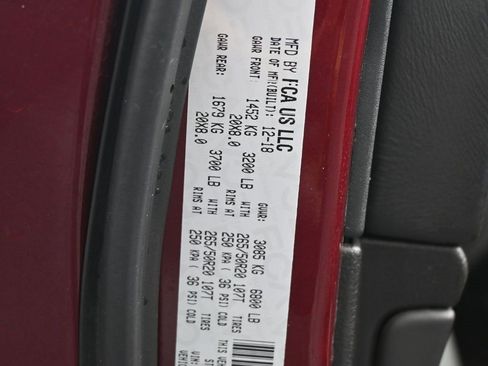 MFD BY FCA US LLC
DATE OF MFR(BUILT): 12-18 GVWR: 3085 KG 6800 LB
GAWR FRONT 1452 KG 3200 LB WITH 265/50R20 107T TIRES
20X8.0 RIMS AT 250 KPA ( 36 PSI) COLD
GAWR REAR: 1679 KG 3700 LB WITH 265/50R20 107T TIRES
20X8.0 RIMS AT 250 KPA ( 36 PSI) COLD
THIS
VIN: